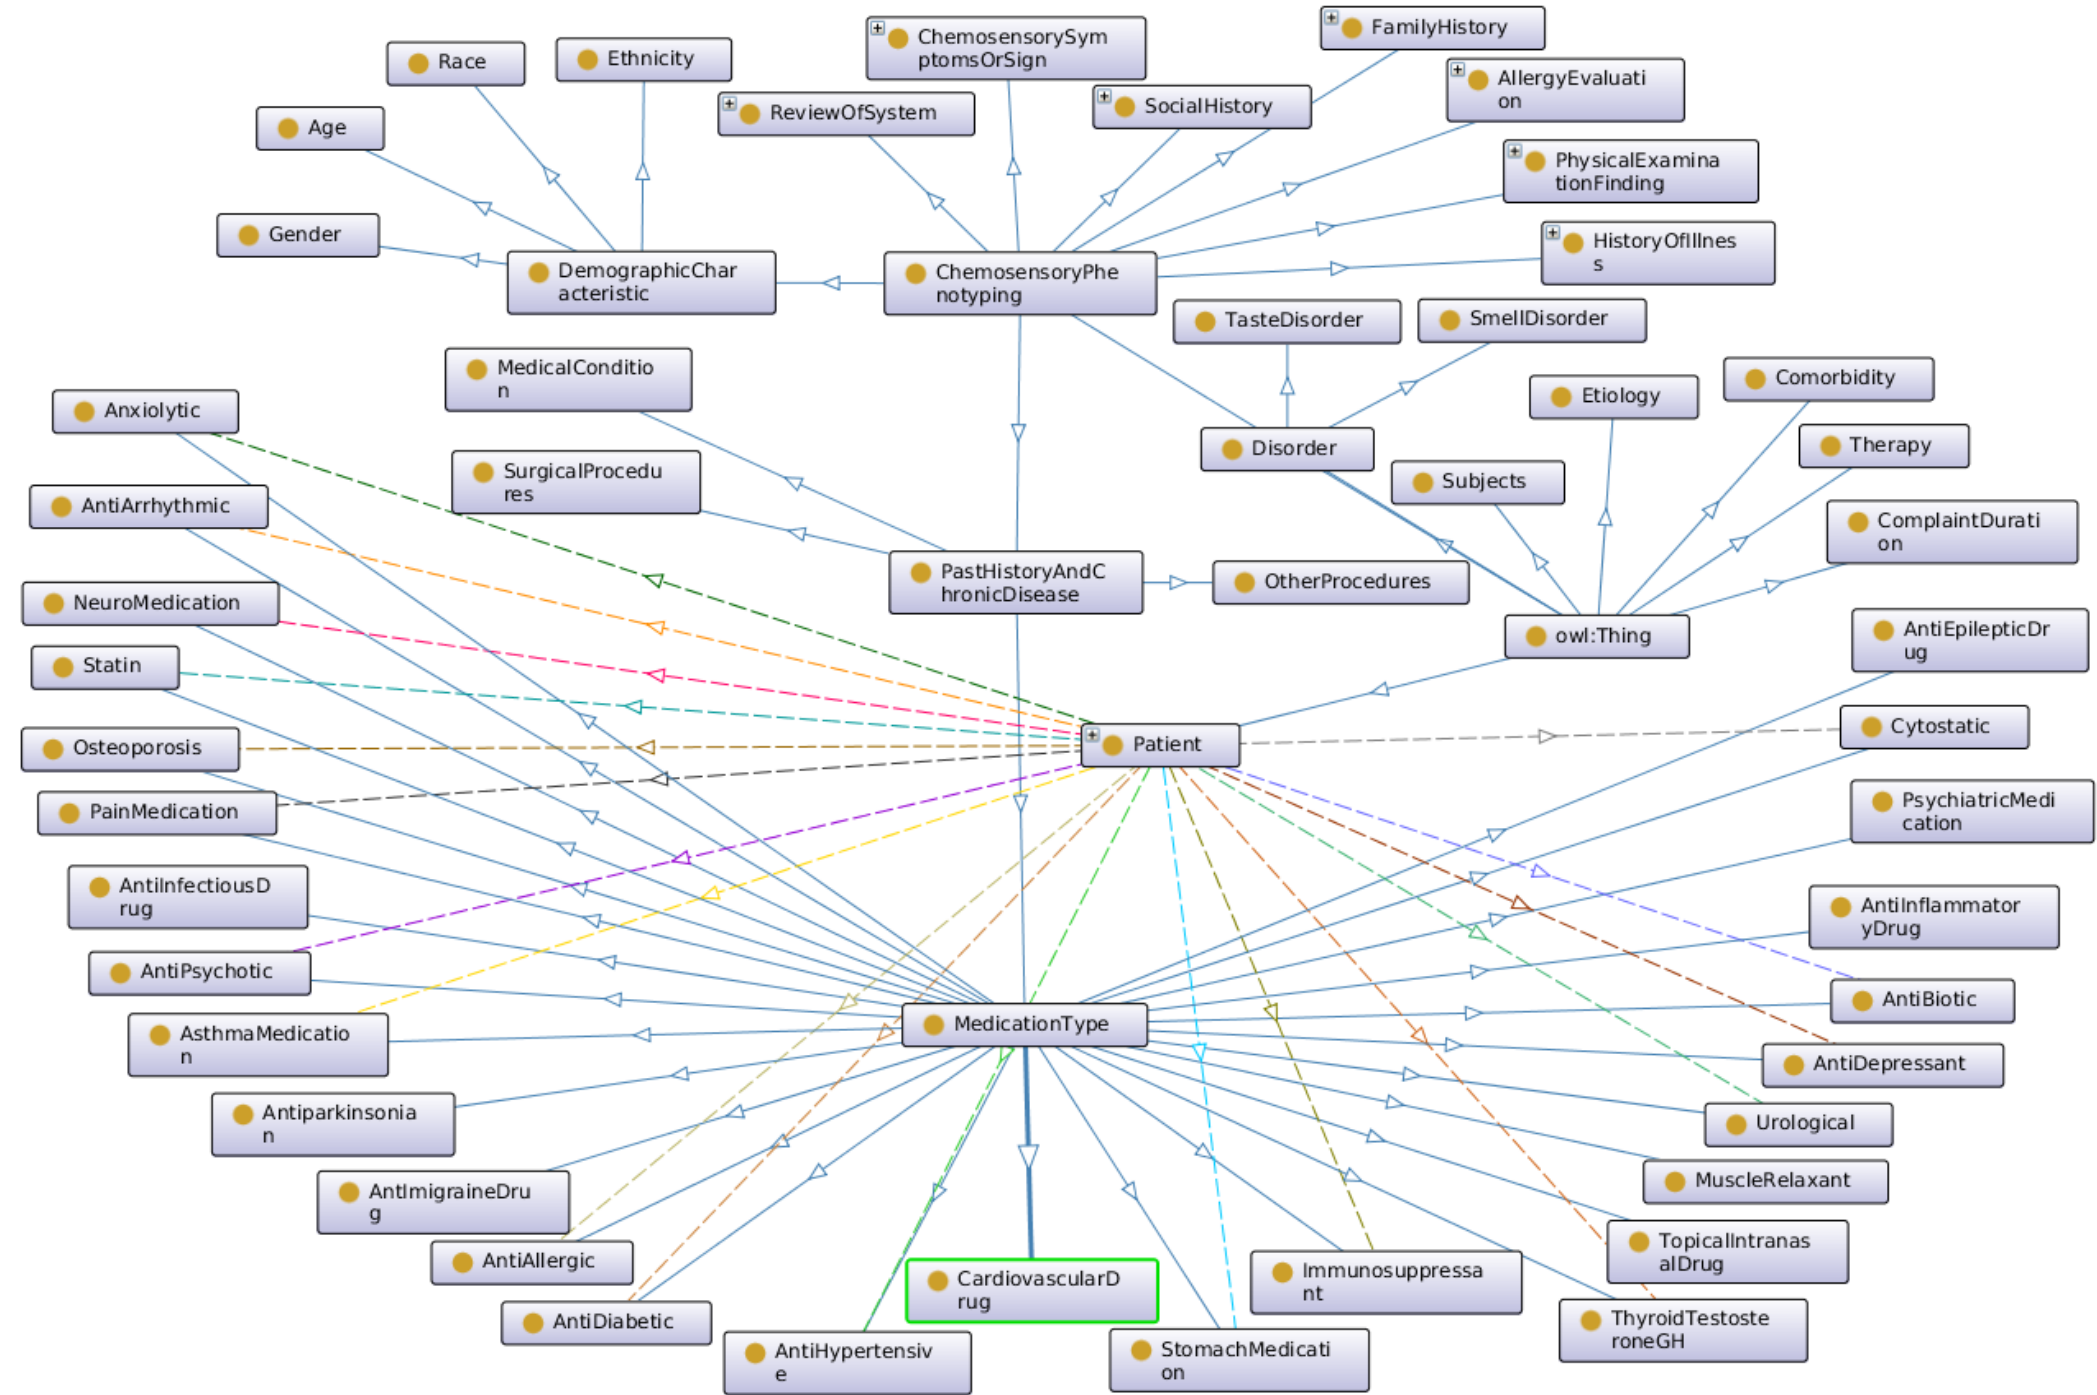 FamilyHistory
ChemosensorySym
ptomsOrSign
Race
Ethnicity
AllergyEvaluati
on
ReviewOfSystem
SocialHistory
Age
PhysicalExamina
tionFinding
Gender
HistoryOfIllnes
s
DemographicChar
acteristic
ChemosensoryPhe
notyping
TasteDisorder
SmellDisorder
MedicalConditio
n
Comorbidity
Etiology
Anxiolytic
Disorder
Therapy
SurgicalProcedu
res
Subjects
AntiArrhythmic
ComplaintDurati
on
PastHistoryAndC
hronicDisease
OtherProcedures
NeuroMedication
owl:Thing
AntiEpilepticDr
ug
Statin
Osteoporosis
Patient
Cytostatic
PainMedication
PsychiatricMedi
cation
AntiInfectiousD
rug
AntiInflammator
yDrug
AntiPsychotic
AntiBiotic
AsthmaMedicatio
n
MedicationType
AntiDepressant
Antiparkinsonia
n
Urological
AntImigraineDru
g
MuscleRelaxant
AntiAllergic
TopicalIntranas
alDrug
CardiovascularD
rug
Immunosuppressa
nt
AntiDiabetic
ThyroidTestoste
roneGH
AntiHypertensiv
e
StomachMedicati
on